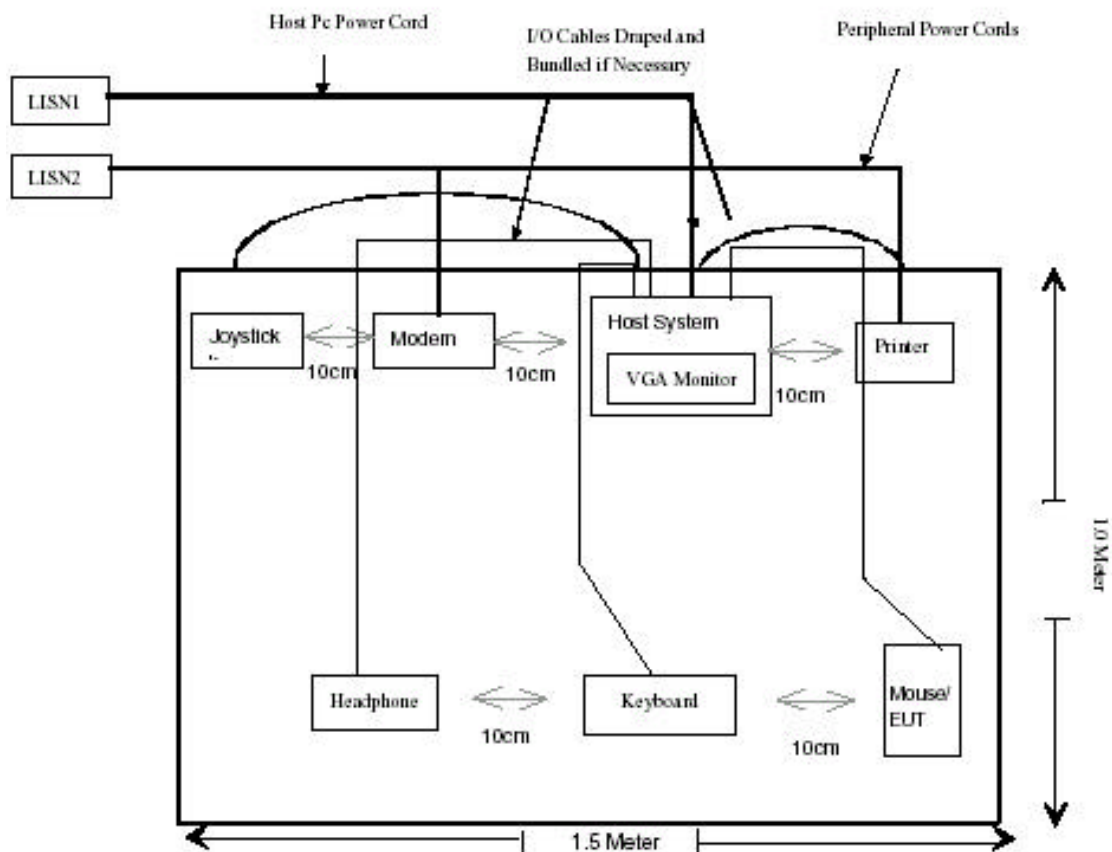 Host Pc Power Cord
I/O Cables Draped and
Bundled if Necessary
Peripheral Power Cords
LISN1
LISN2
Joystick
Modem
Host System
VGA Monitor
Printer
10cm
10cm
10cm
1.0 Meter
Headphone
Keyboard
Mouse/
EUT
10cm
10cm
1.5 Meter